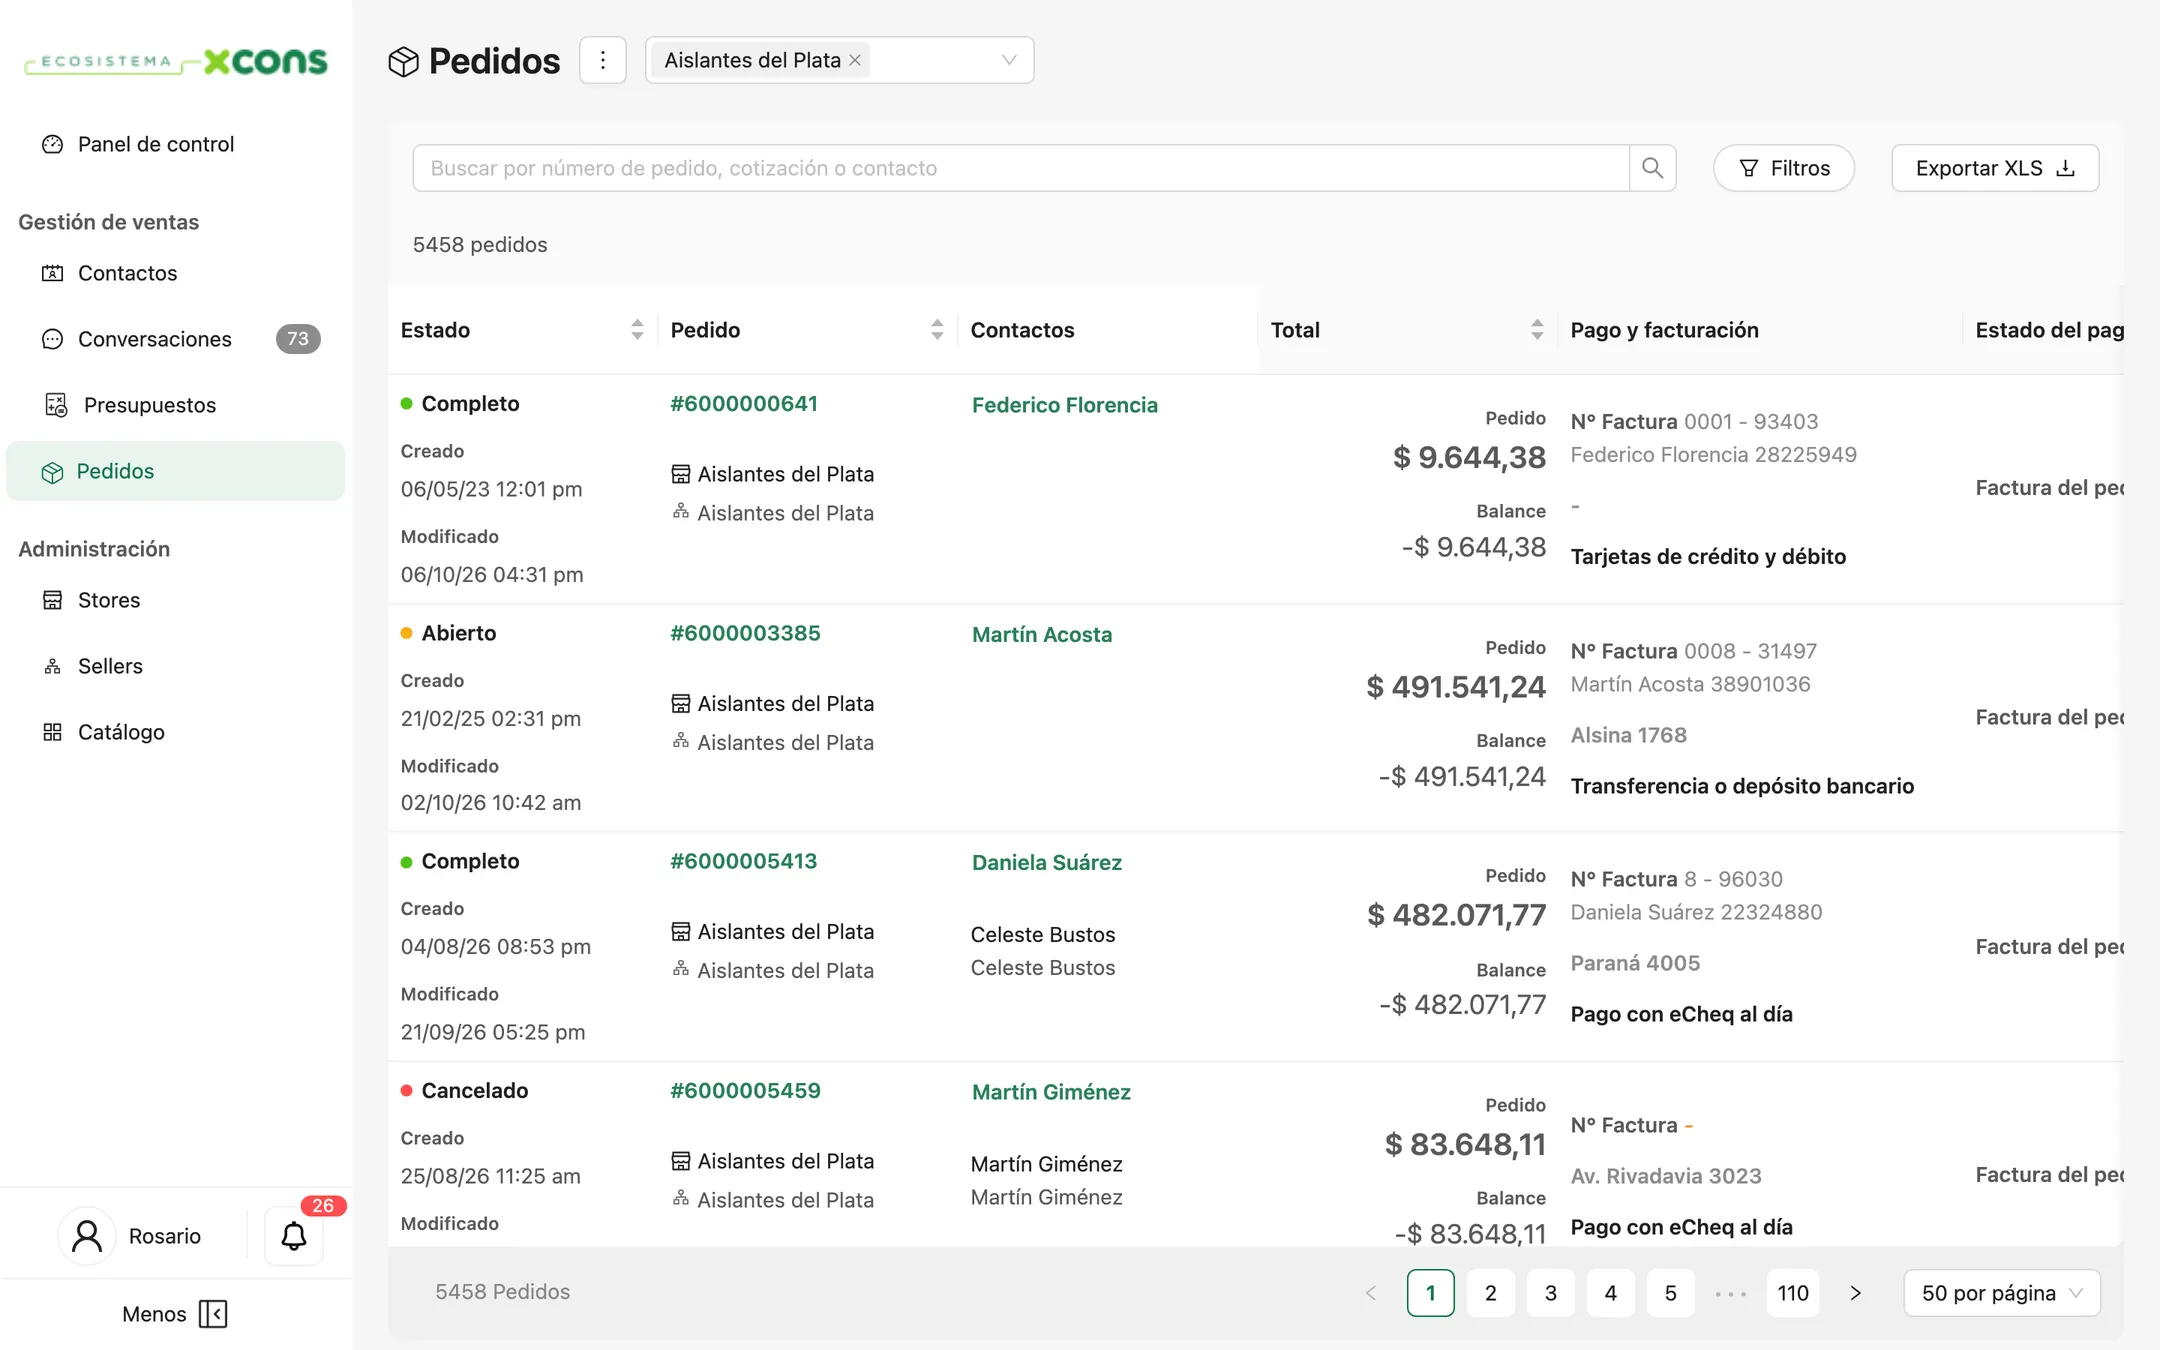 ECOSISTEMA xcons
Panel de control
Gestión de ventas
Contactos
Conversaciones 73
Presupuestos
Pedidos
Administración
Stores
Sellers
Catálogo
Rosario 26
Menos
Pedidos
Aislantes del Plata
Buscar por número de pedido, cotización o contacto
Filtros
Exportar XLS
5458 pedidos
Estado Pedido Contactos Total Pago y facturación Estado del pag
Completo
Creado
06/05/23 12:01 pm
Modificado
06/10/26 04:31 pm
#6000000641
Aislantes del Plata
Aislantes del Plata
Federico Florencia
Pedido
$ 9.644,38
Balance
-$ 9.644,38
Nº Factura 0001 - 93403
Federico Florencia 28225949
-
Tarjetas de crédito y débito
Factura del ped
Abierto
Creado
21/02/25 02:31 pm
Modificado
02/10/26 10:42 am
#6000003385
Aislantes del Plata
Aislantes del Plata
Martín Acosta
Pedido
$ 491.541,24
Balance
-$ 491.541,24
Nº Factura 0008 - 31497
Martín Acosta 38901036
Alsina 1768
Transferencia o depósito bancario
Factura del ped
Completo
Creado
04/08/26 08:53 pm
Modificado
21/09/26 05:25 pm
#6000005413
Aislantes del Plata
Aislantes del Plata
Daniela Suárez
Celeste Bustos
Celeste Bustos
Pedido
$ 482.071,77
Balance
-$ 482.071,77
Nº Factura 8 - 96030
Daniela Suárez 22324880
Paraná 4005
Pago con eCheq al día
Factura del ped
Cancelado
Creado
25/08/26 11:25 am
Modificado
#6000005459
Aislantes del Plata
Aislantes del Plata
Martín Giménez
Martín Giménez
Martín Giménez
Pedido
$ 83.648,11
Balance
-$ 83.648,11
Nº Factura -
Av. Rivadavia 3023
Pago con eCheq al día
Factura del ped
5458 Pedidos
1 2 3 4 5 ••• 110
50 por página